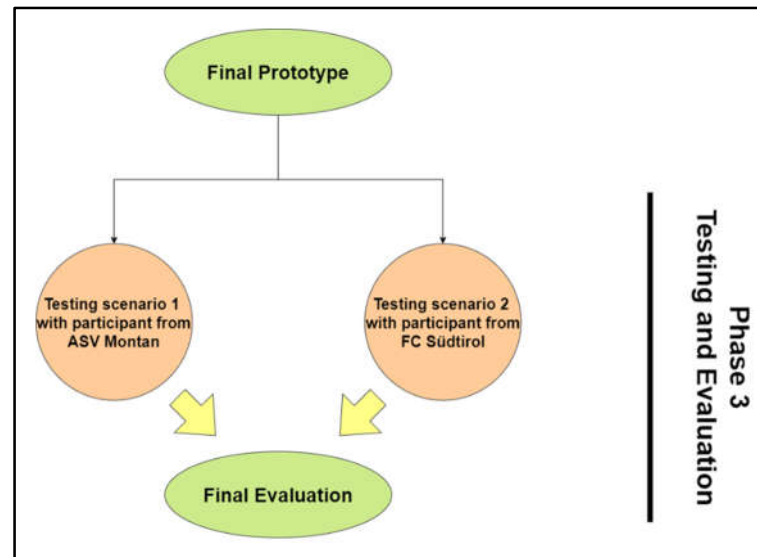 Final Prototype
Testing scenario 1
with participant from
ASV Montan
Testing scenario 2
with participant from
FC Südtirol
Final Evaluation
Phase 3
Testing and Evaluation